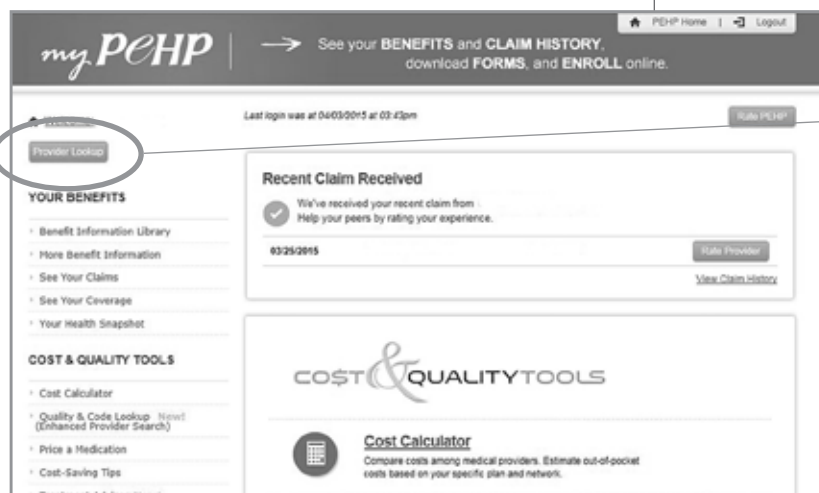 PEHP Home | Logout
my PEHP
See your BENEFITS and CLAIM HISTORY,
download FORMS, and ENROLL online.
Last login was at 04/03/2015 at 03:43pm
Rate PEHP
Provider Lookup
YOUR BENEFITS
Benefit Information Library
More Benefit Information
See Your Claims
See Your Coverage
Your Health Snapshot
COST & QUALITY TOOLS
Cost Calculator
Quality & Code Lookup New!
(Enhanced Provider Search)
Price a Medication
Cost-Saving Tips
Recent Claim Received
We've received your recent claim from
Help your peers by rating your experience.
03/25/2015
Rate Provider
View Claim History
CO$T & QUALITYTOOLS
Cost Calculator
Compare costs among medical providers. Estimate out-of-pocket
costs based on your specific plan and network.